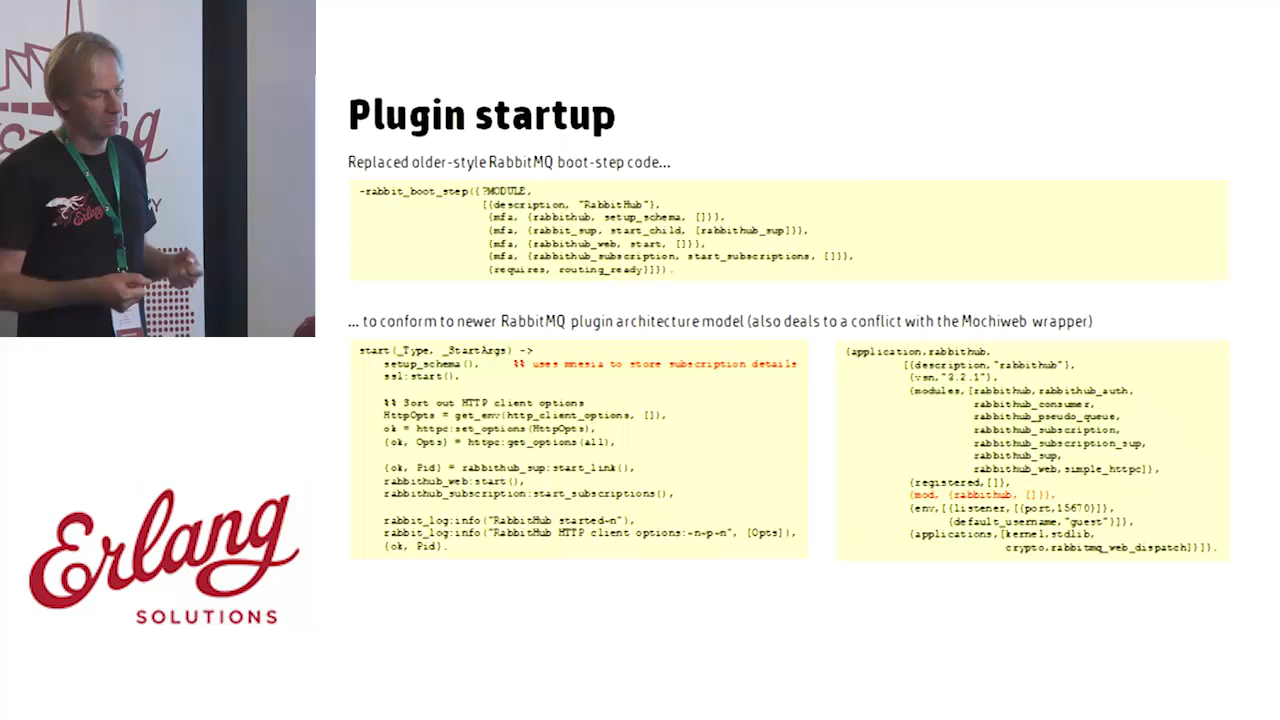 Plugin startup
Replaced older-style RabbitMQ boot-step code...
-rabbit_boot_step({?MODULE,
[{description, "RabbitHub"},
{mfa, {rabbithub, setup_schema, []}},
{mfa, {rabbit_sup, start_child, [rabbithub_sup]}},
{mfa, {rabbithub_web, start, []}},
{mfa, {rabbithub_subscription, start_subscriptions, []}},
{requires, routing_ready}]}).
... to conform to newer RabbitMQ plugin architecture model (also deals to a conflict with the Mochiweb wrapper)
start(_Type, _StartArgs) ->
setup_schema(), %% uses mnesia to store subscription details
ssl:start(),
%% Sort out HTTP client options
HttpOpts = get_env(http_client_options, []),
ok = httpc:set_options(HttpOpts),
{ok, Opts} = httpc:get_options(all),
{ok, Pid} = rabbithub_sup:start_link(),
rabbithub_web:start(),
rabbithub_subscription:start_subscriptions(),
rabbit_log:info("RabbitHub started~n"),
rabbit_log:info("RabbitHub HTTP client options:~n~p~n", [Opts]),
{ok, Pid}.
{application,rabbithub,
[{description,"rabbithub"},
{vsn,"3.2.1"},
{modules,[rabbithub,rabbithub_auth,
rabbithub_consumer,
rabbithub_pseudo_queue,
rabbithub_subscription,
rabbithub_subscription_sup,
rabbithub_sup,
rabbithub_web,simple_httpc]},
{registered,[]},
{mod, {rabbithub, []}},
{env,[{listener,[{port,15670}]},
{default_username,"guest"}]},
{applications,[kernel,stdlib,
crypto,rabbitmq_web_dispatch]}]}.
Erlang
SOLUTIONS
Erlang